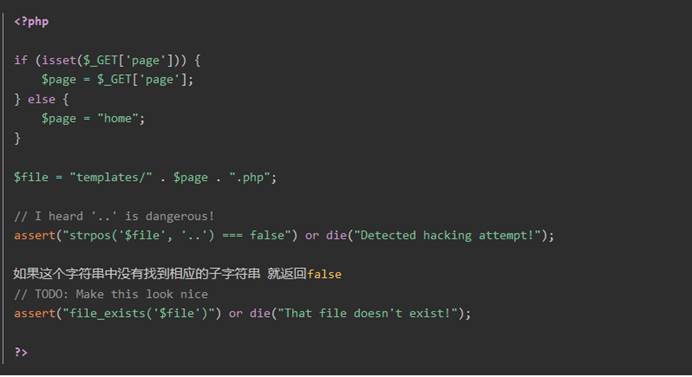 <?php
if (isset($_GET['page'])) {
$page = $_GET['page'];
} else {
$page = "home";
}
$file = "templates/" . $page . ".php";
// I heard '..' is dangerous!
assert("strpos('$file', '..') === false") or die("Detected hacking attempt!");
如果这个字符串中没有找到相应的子字符串 就返回false
// TODO: Make this look nice
assert("file_exists('$file')") or die("That file doesn't exist!");
?>